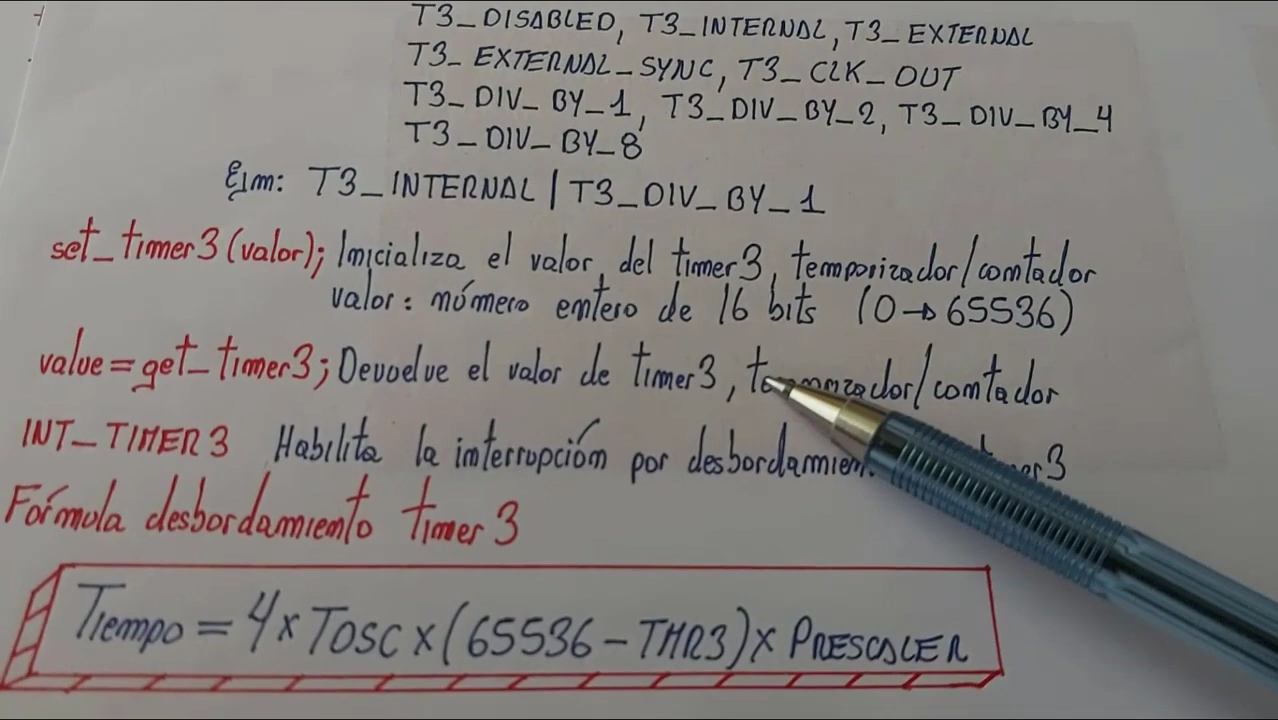 T3_DISABLED, T3_INTERNAL, T3_EXTERNAL
T3_EXTERNAL_SYNC, T3_CLK_OUT
T3_DIV_BY_1, T3_DIV_BY_2, T3_DIV_BY_4
T3_DIV_BY_8
Ejm: T3_INTERNAL | T3_DIV_BY_1
set_timer3(valor); Inicializa el valor del timer3, temporizador/contador
valor: número entero de 16 bits (0→65536)
value=get_timer3; Devuelve el valor de timer3, temporizador/contador
INT_TIMER3 Habilita la interrupción por desbordamien timer3
Fórmula desbordamiento timer3
Tiempo = 4 x Tosc x (65536 - TMR3) x PRESCALER